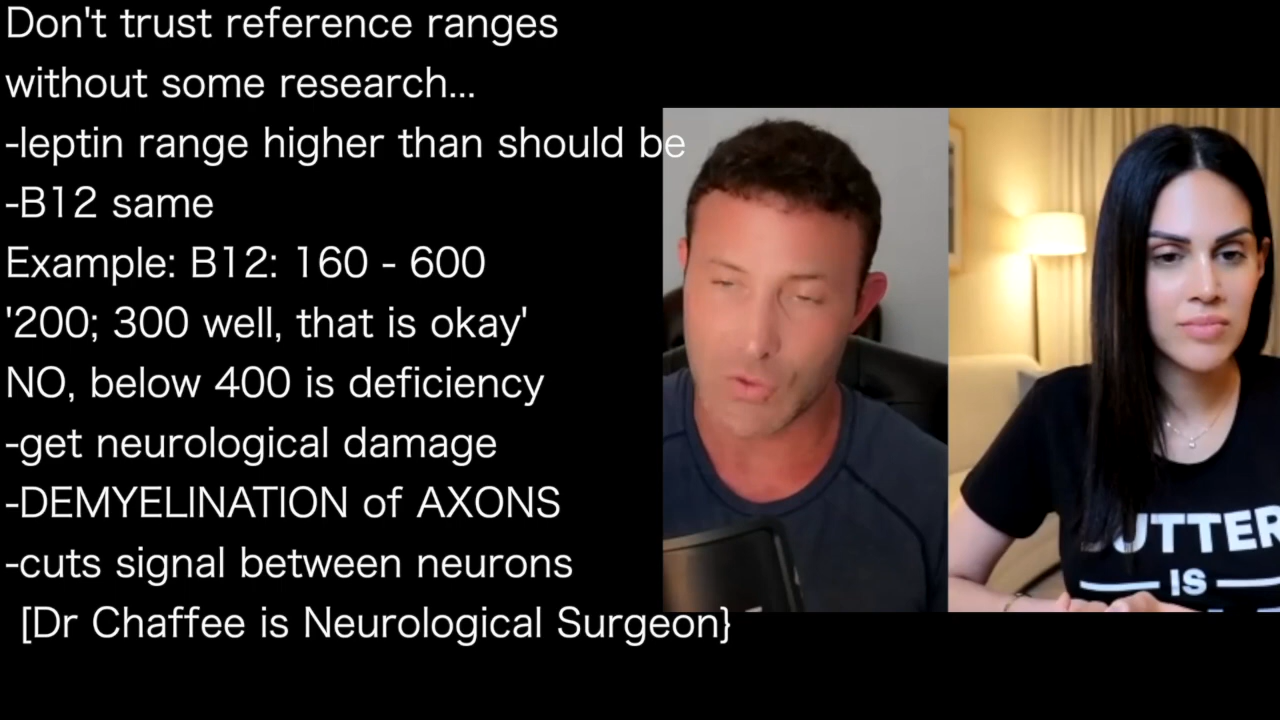 Don't trust reference ranges
without some research...
-leptin range higher than should be
-B12 same
Example: B12: 160 - 600
'200; 300 well, that is okay'
NO, below 400 is deficiency
-get neurological damage
-DEMYELINATION of AXONS
-cuts signal between neurons
[Dr Chaffee is Neurological Surgeon}
UTTER
IS